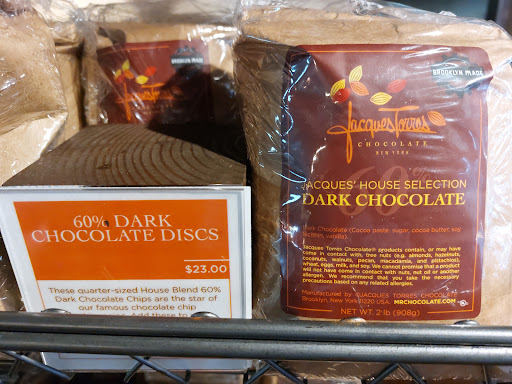 BROOKLYN MADE
Jacques Torres
CHOCOLATE
NEW YORK
60%
JACQUES' HOUSE SELECTION
DARK CHOCOLATE
Dark Chocolate (Cocoa paste, sugar, cocoa butter, soy
lecithin, vanilla).
Jacques Torres Chocolate® products contain, or may have
come in contact with, tree nuts (e.g. almonds, hazelnuts,
coconuts, walnuts, pecan, macadamia, and pistachios),
wheat, eggs, milk, and soy. We cannot promise that a product
will not have come in contact with nuts, nut oil or another
allergen. We recommend that you take the necessary
precautions based on any related allergies.
Manufactured by ©JACQUES TORRES' CHOCOLATE
Brooklyn, New York 11220 USA. MRCHOCOLATE.COM
NET WT. 2 lb (908g)
60% DARK
CHOCOLATE DISCS
$23.00
These quarter-sized House Blend 60%
Dark Chocolate Chips are the star of
our famous chocolate chip